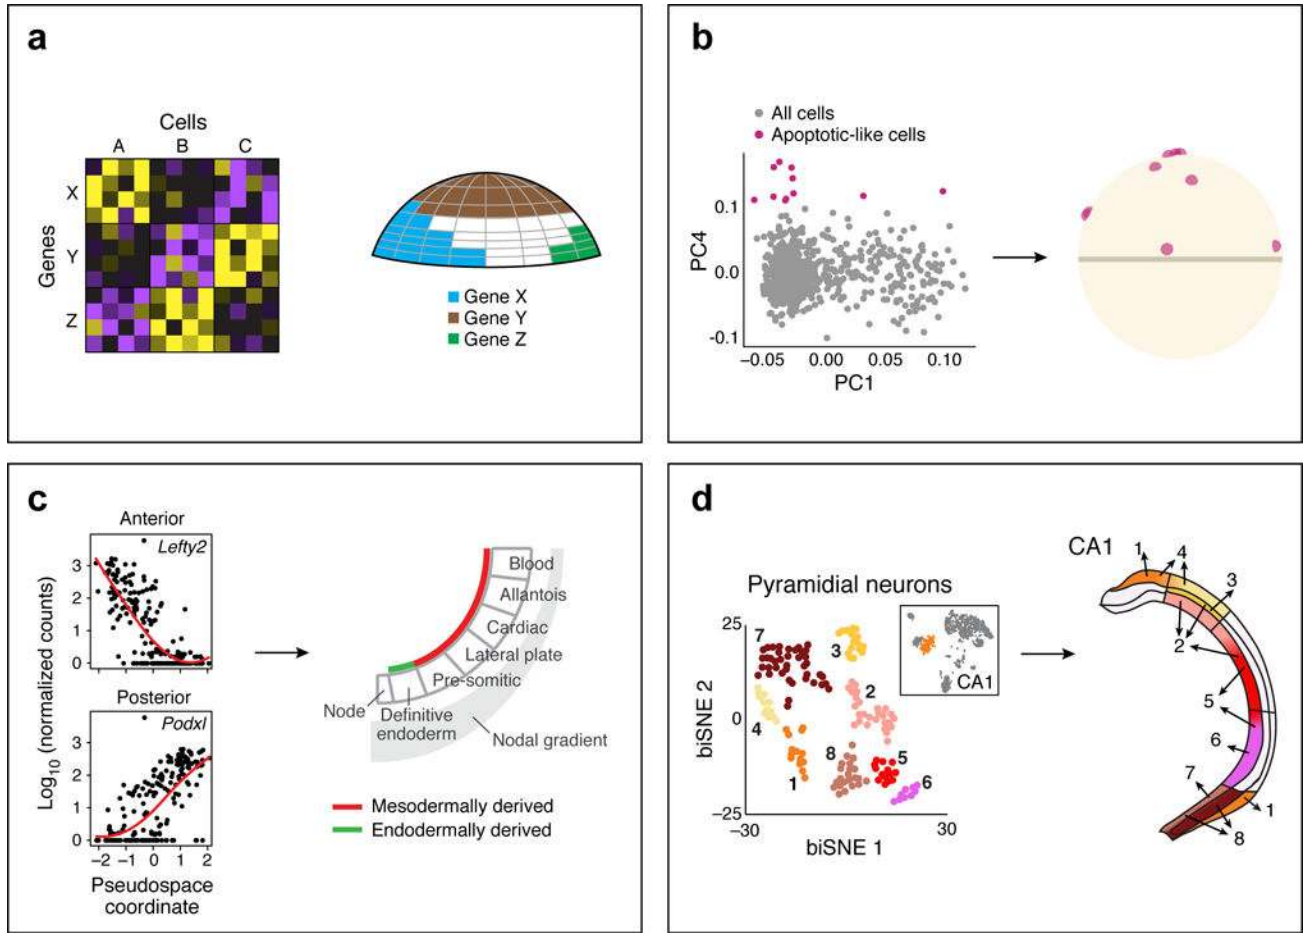 a
Cells
A B C
Genes
X
Y
Z
Gene X
Gene Y
Gene Z
b
All cells
Apoptotic-like cells
PC4
0.1
0.0
-0.1
−0.05 0.00 0.05 0.10
PC1
c
Anterior
Lefty2
3
2
1
0
Posterior
Podxl
3
2
1
0
Log10 (normalized counts)
−2 −1 0 1 2
Pseudospace
coordinate
Blood
Allantois
Cardiac
Lateral plate
Pre-somitic
Node
Definitive
endoderm
Nodal gradient
Mesodermally derived
Endodermally derived
d
Pyramidial neurons
biSNE 2
25
0
−25
−30 30
biSNE 1
7
3
2
4
1
8
5
6
CA1
CA1
1
4
3
2
5
6
7
1
8